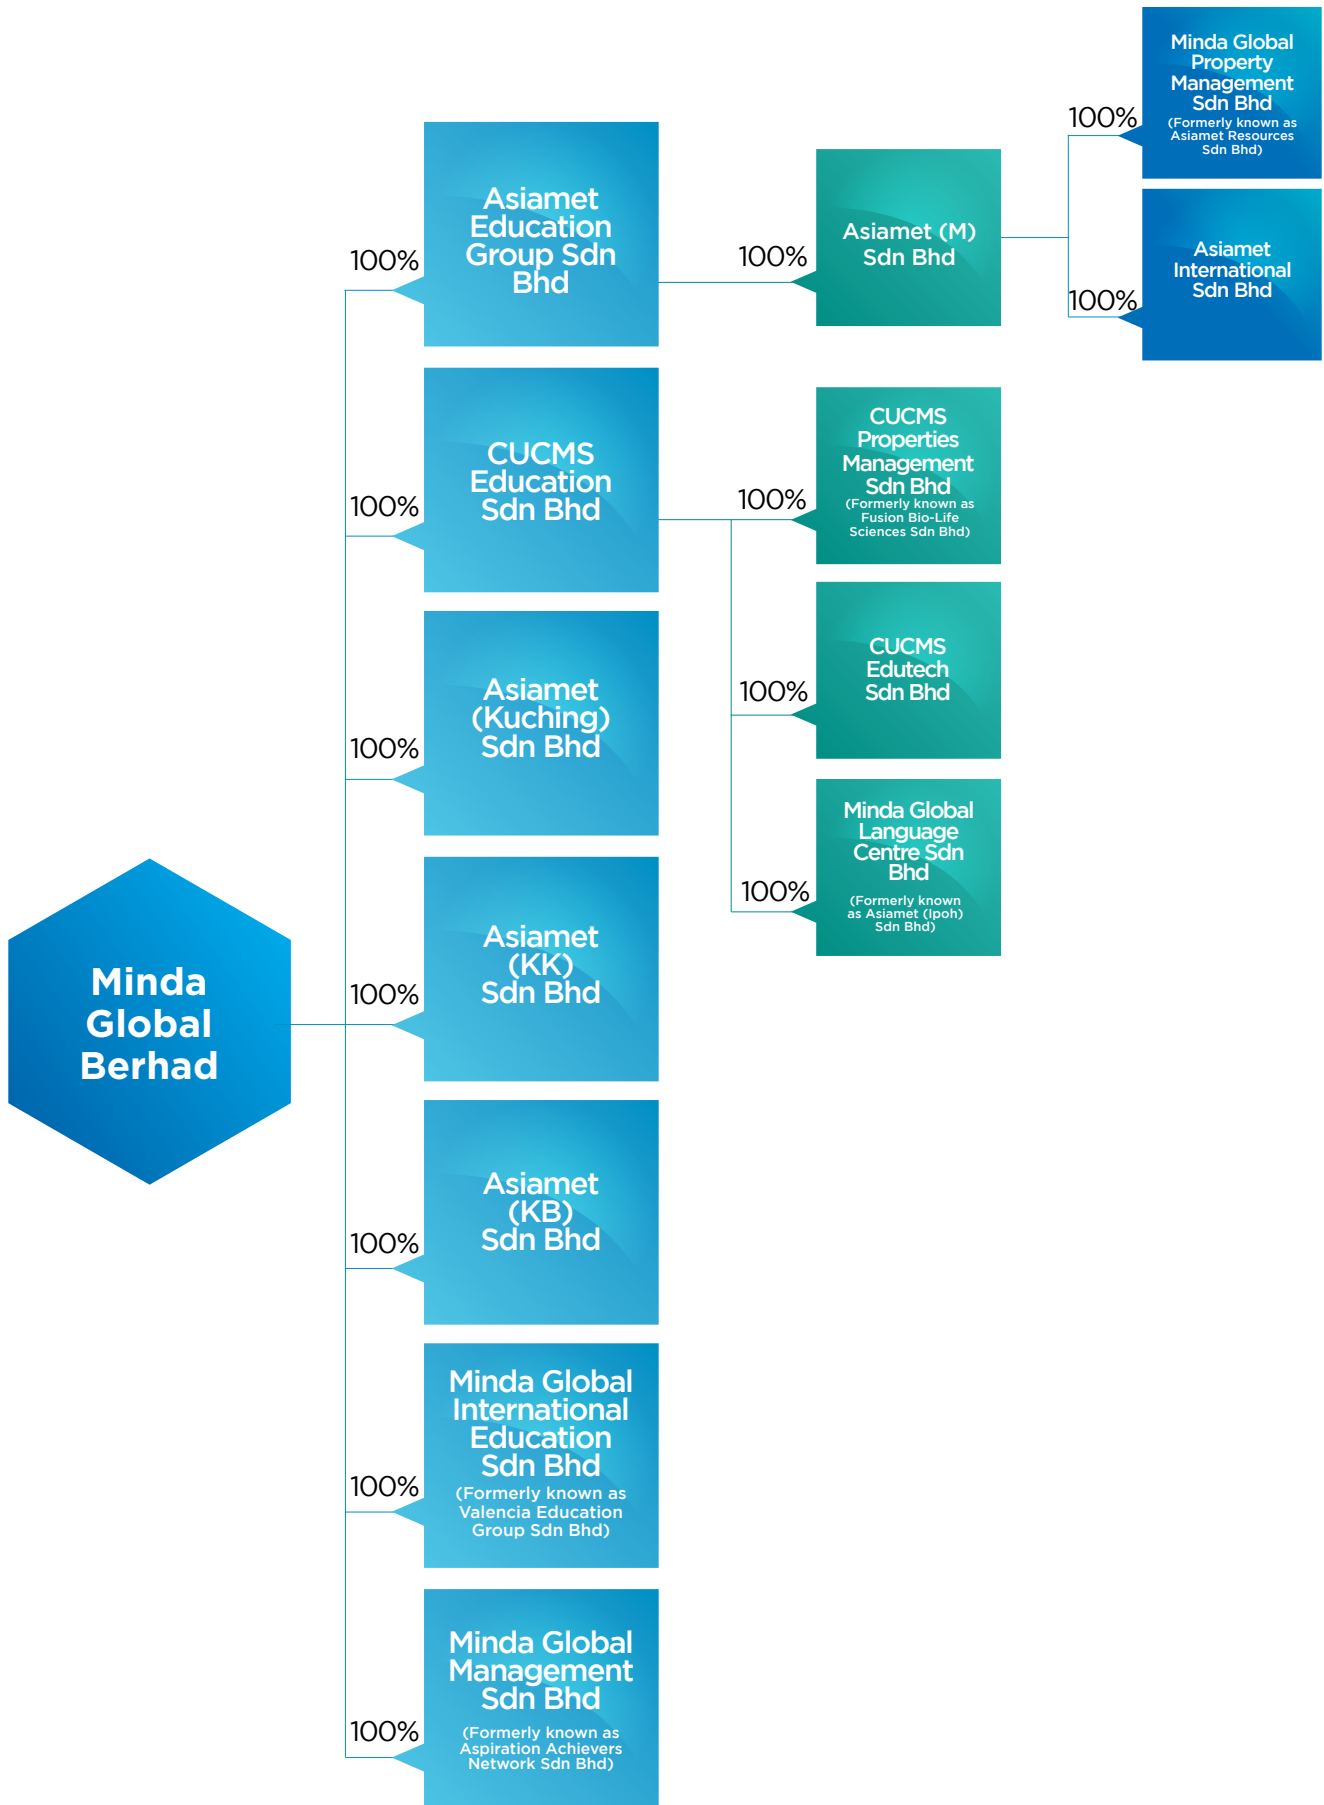 Minda
Global
Berhad
100%
Asiamet
Education
Group Sdn
Bhd
100%
Asiamet (M)
Sdn Bhd
100%
Minda Global
Property
Management
Sdn Bhd
(Formerly known as
Asiamet Resources
Sdn Bhd)
100%
Asiamet
International
Sdn Bhd
100%
CUCMS
Education
Sdn Bhd
100%
CUCMS
Properties
Management
Sdn Bhd
(Formerly known as
Fusion Bio-Life
Sciences Sdn Bhd)
100%
CUCMS
Edutech
Sdn Bhd
100%
Minda Global
Language
Centre Sdn
Bhd
(Formerly known
as Asiamet (Ipoh)
Sdn Bhd)
100%
Asiamet
(Kuching)
Sdn Bhd
100%
Asiamet
(KK)
Sdn Bhd
100%
Asiamet
(KB)
Sdn Bhd
100%
Minda Global
International
Education
Sdn Bhd
(Formerly known as
Valencia Education
Group Sdn Bhd)
100%
Minda Global
Management
Sdn Bhd
(Formerly known as
Aspiration Achievers
Network Sdn Bhd)